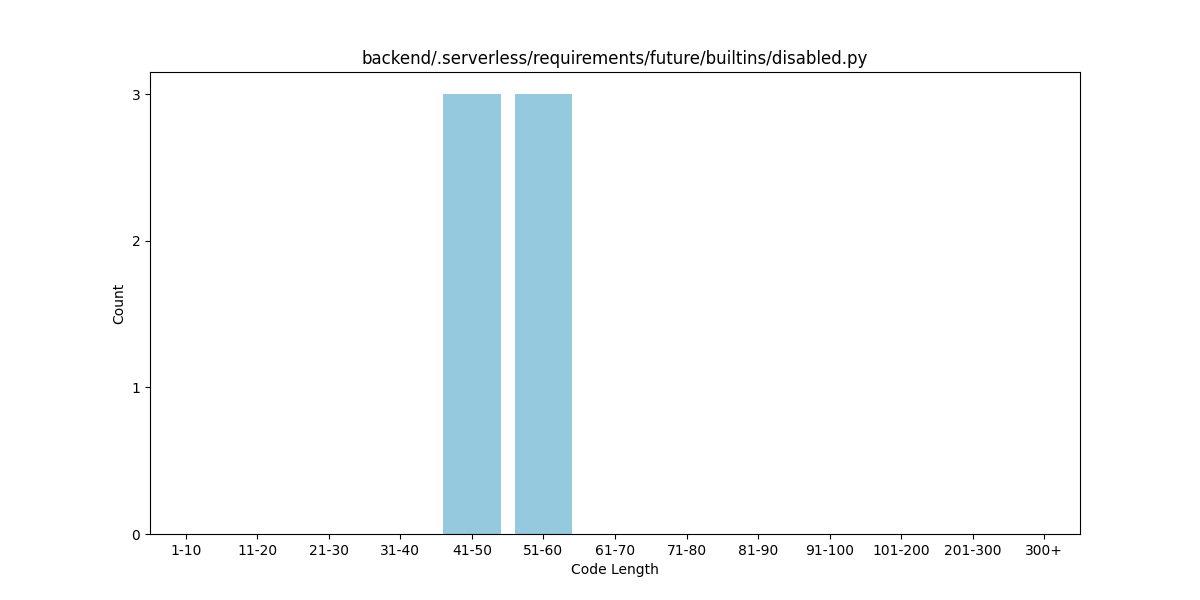 backend/.serverless/requirements/future/builtins/disabled.py
3
2
1
0
Count
1-10 11-20 21-30 31-40 41-50 51-60 61-70 71-80 81-90 91-100 101-200 201-300 300+
Code Length